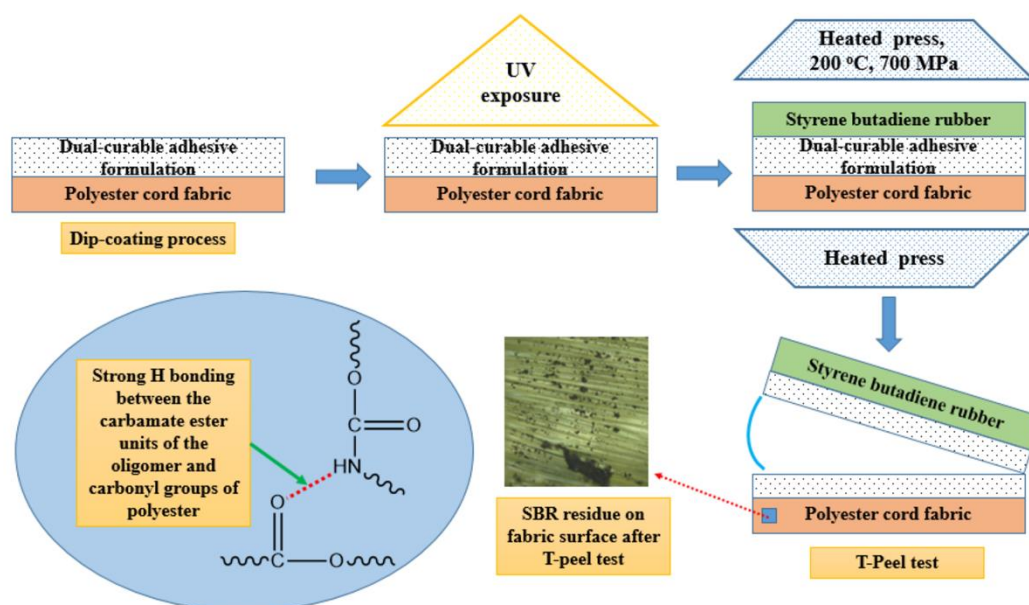 Dual-curable adhesive
formulation
Polyester cord fabric
Dip-coating process
UV
exposure
Dual-curable adhesive
formulation
Polyester cord fabric
Heated press,
200 °C, 700 MPa
Styrene butadiene rubber
Dual-curable adhesive
formulation
Polyester cord fabric
Heated press
Strong H bonding
between the
carbamate ester
units of the
oligomer and
carbonyl groups of
polyester
O
C
O
HN
O
C
O
SBR residue on
fabric surface after
T-peel test
Styrene butadiene rubber
Polyester cord fabric
T-Peel test